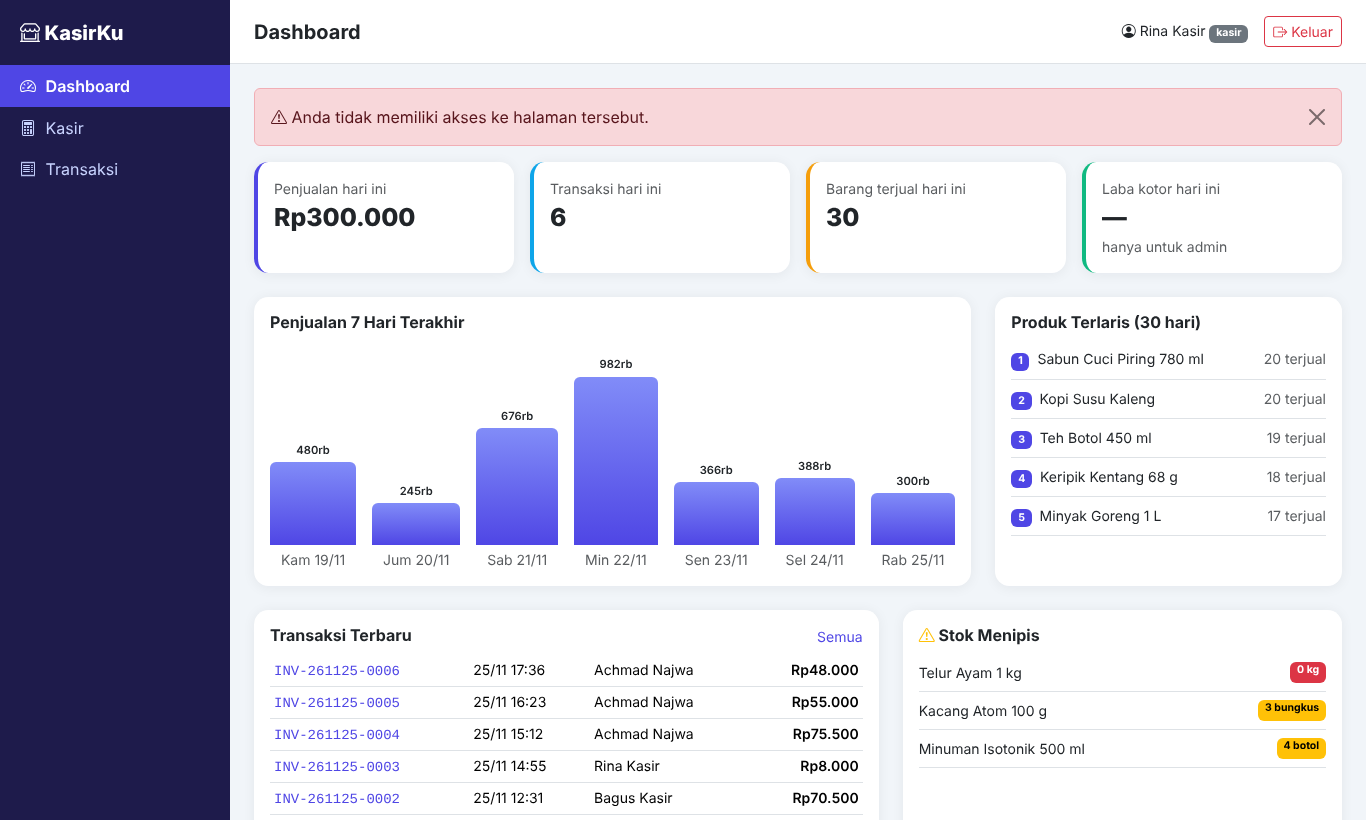 KasirKu
Dashboard
Kasir
Transaksi
Dashboard
Rina Kasir kasir
Keluar
Anda tidak memiliki akses ke halaman tersebut.
Penjualan hari ini
Rp300.000
Transaksi hari ini
6
Barang terjual hari ini
30
Laba kotor hari ini
—
hanya untuk admin
Penjualan 7 Hari Terakhir
480rb
245rb
676rb
982rb
366rb
388rb
300rb
Kam 19/11
Jum 20/11
Sab 21/11
Min 22/11
Sen 23/11
Sel 24/11
Rab 25/11
Produk Terlaris (30 hari)
1 Sabun Cuci Piring 780 ml 20 terjual
2 Kopi Susu Kaleng 20 terjual
3 Teh Botol 450 ml 19 terjual
4 Keripik Kentang 68 g 18 terjual
5 Minyak Goreng 1 L 17 terjual
Transaksi Terbaru Semua
INV-261125-0006 25/11 17:36 Achmad Najwa Rp48.000
INV-261125-0005 25/11 16:23 Achmad Najwa Rp55.000
INV-261125-0004 25/11 15:12 Achmad Najwa Rp75.500
INV-261125-0003 25/11 14:55 Rina Kasir Rp8.000
INV-261125-0002 25/11 12:31 Bagus Kasir Rp70.500
Stok Menipis
Telur Ayam 1 kg 0 kg
Kacang Atom 100 g 3 bungkus
Minuman Isotonik 500 ml 4 botol